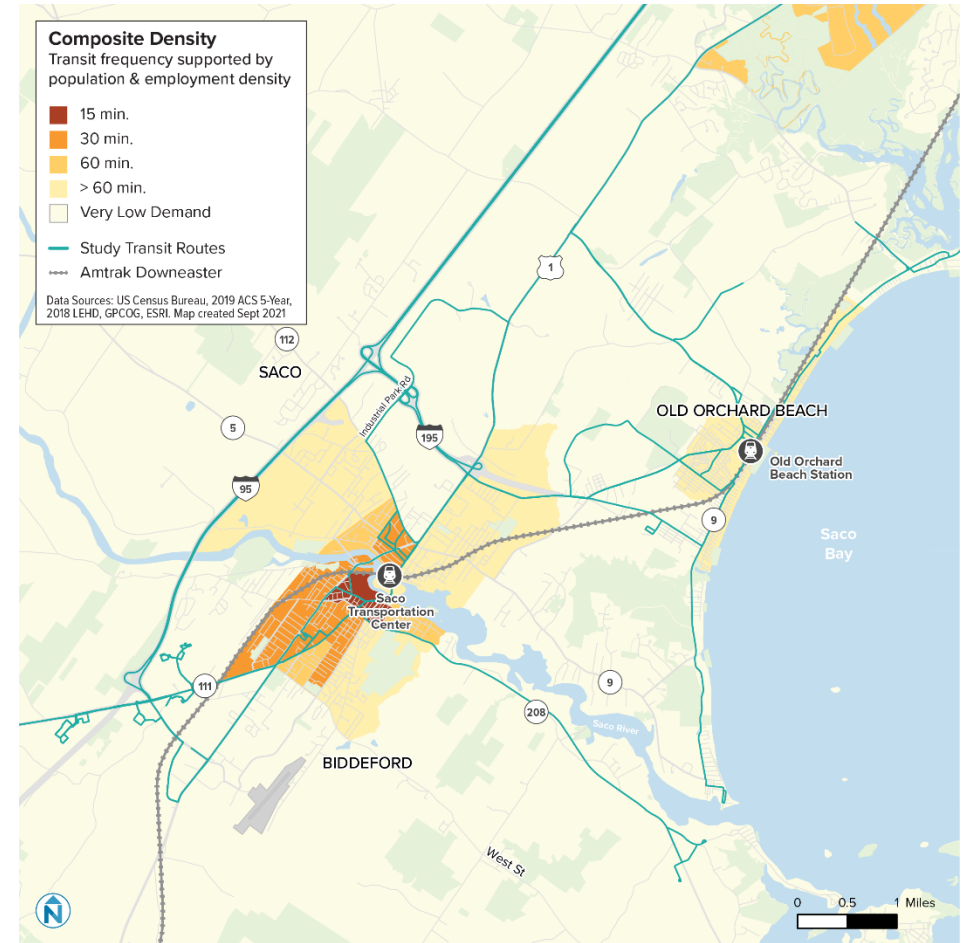 Composite Density
Transit frequency supported by
population & employment density
15 min.
30 min.
60 min.
> 60 min.
Very Low Demand
Study Transit Routes
Amtrak Downeaster
Data Sources: US Census Bureau, 2019 ACS 5-Year,
2018 LEHD, GPCOG, ESRI. Map created Sept 2021
1
112
SACO
Industrial Park Rd
OLD ORCHARD BEACH
5
195
Old Orchard
Beach Station
95
9
Saco
Bay
Saco
Transportation
Center
111
9
208
Saco River
BIDDEFORD
West St
N
0 0.5 1 Miles